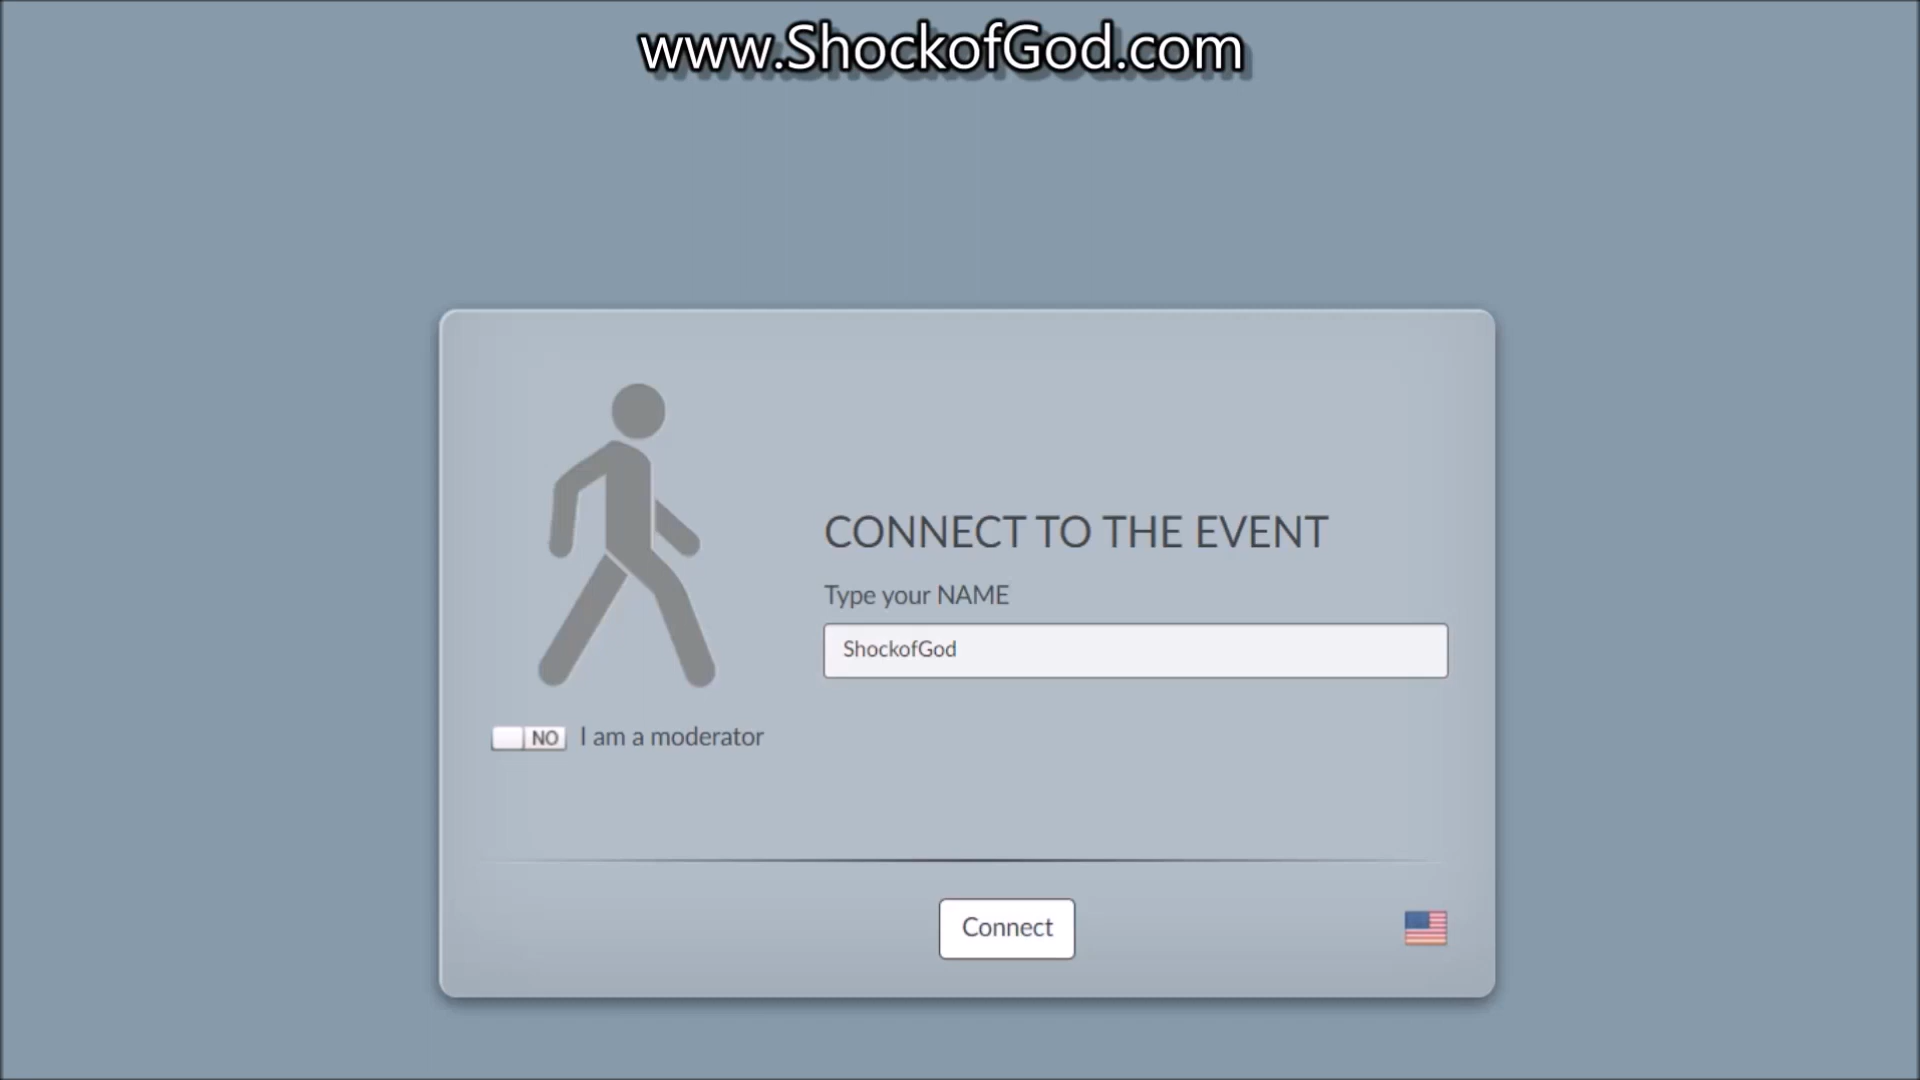 www.ShockofGod.com
CONNECT TO THE EVENT
Type your NAME
ShockofGod
NO I am a moderator
Connect